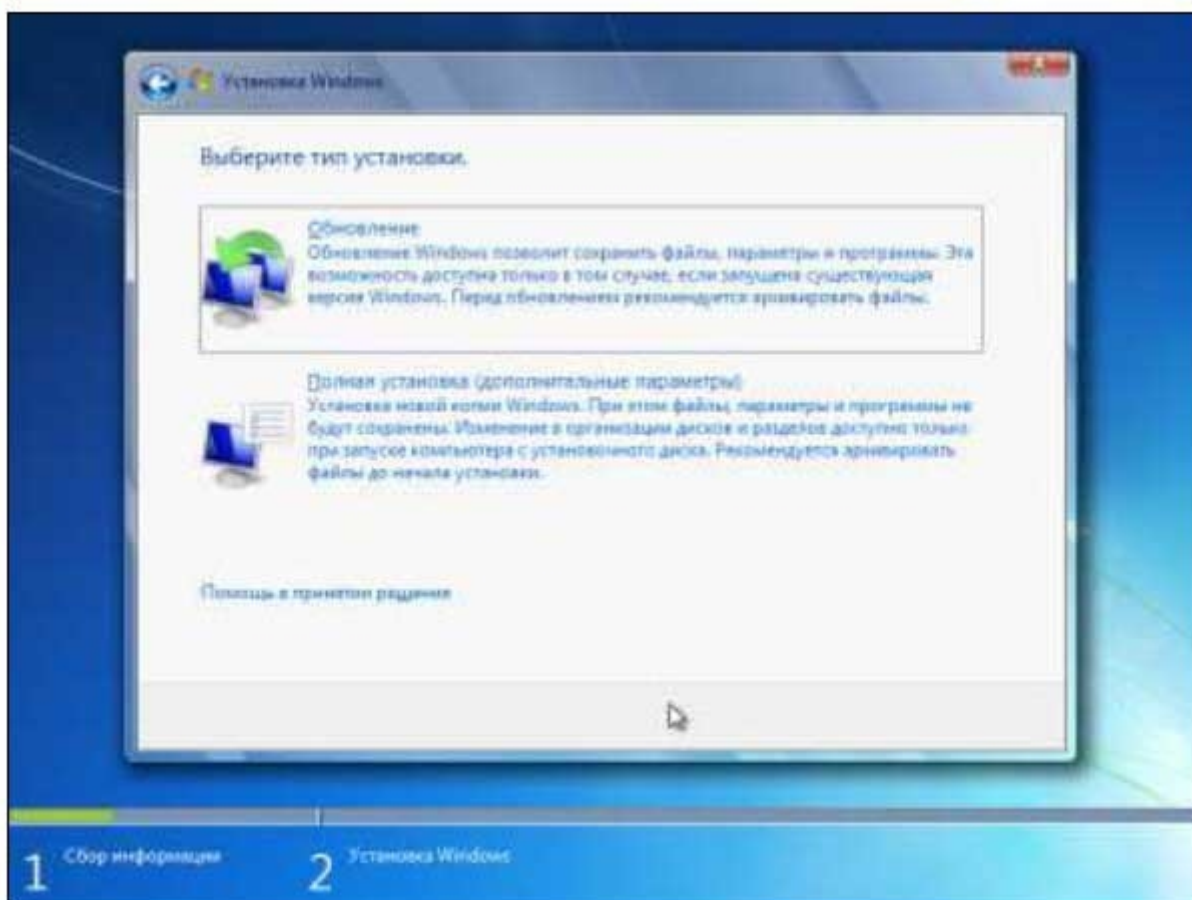 Установка Windows
Выберите тип установки.
Обновление
Обновление Windows позволит сохранить файлы, параметры и программы. Эта
возможность доступна только в том случае, если запущена существующая
версия Windows. Перед обновлением рекомендуется архивировать файлы.
Полная установка (дополнительные параметры)
Установка новой копии Windows. При этом файлы, параметры и программы не
будут сохранены. Изменение в организации дисков и разделов доступно только
при запуске компьютера с установочного диска. Рекомендуется архивировать
файлы до начала установки.
Помощь в принятии решения
1 Сбор информации
2 Установка Windows